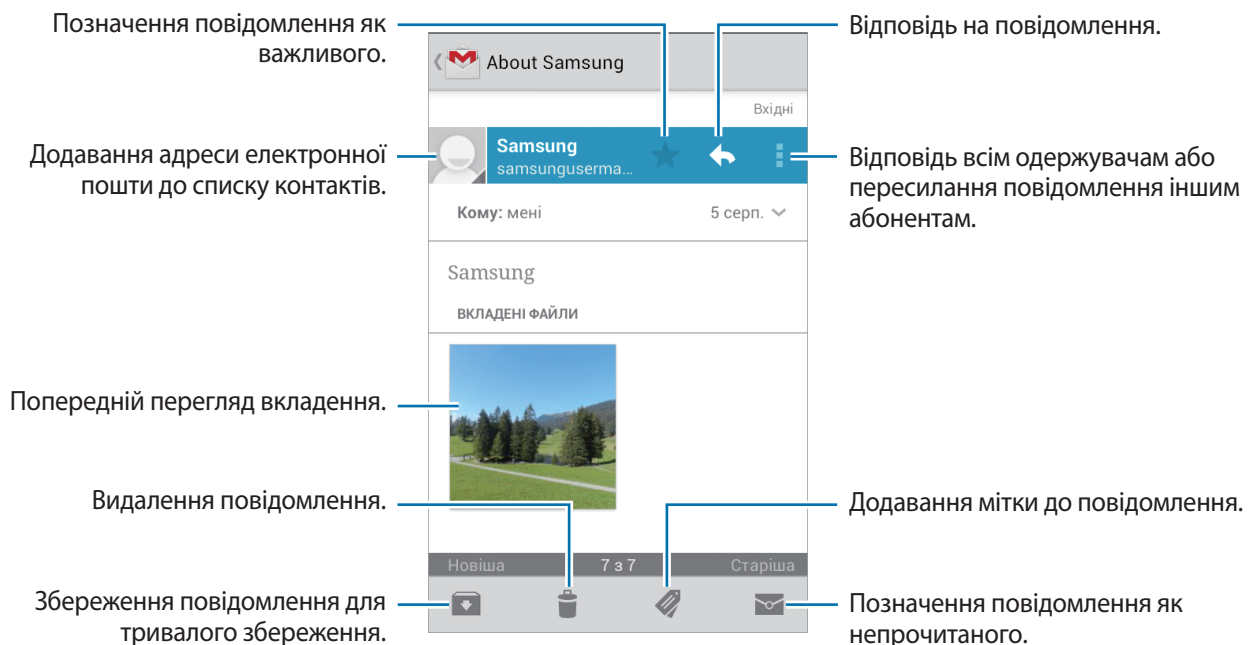 Позначення повідомлення як
важливого.
Відповідь на повідомлення.
About Samsung
Вхідні
Додавання адреси електронної
пошти до списку контактів.
Samsung
samsunguserma...
Відповідь всім одержувачам або
пересилання повідомлення іншим
абонентам.
Кому: мені
5 серп.
Samsung
ВКЛАДЕНІ ФАЙЛИ
Попередній перегляд вкладення.
Видалення повідомлення.
Додавання мітки до повідомлення.
Новіша 7 з 7 Старіша
Збереження повідомлення для
тривалого збереження.
Позначення повідомлення як
непрочитаного.